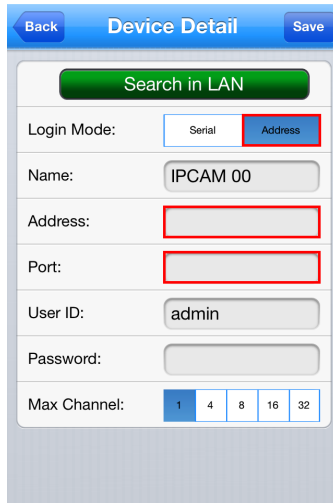 Back Device Detail Save
Search in LAN
Login Mode: Serial Address
Name: IPCAM 00
Address:
Port:
User ID: admin
Password:
Max Channel: 1 4 8 16 32